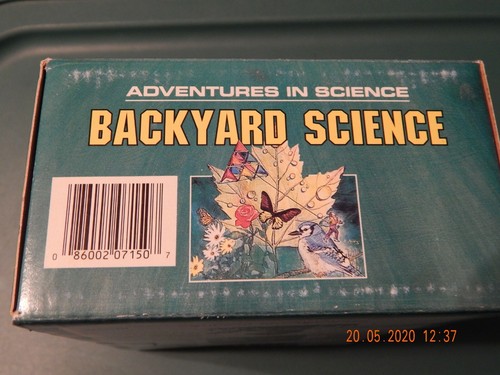 ADVENTURES IN SCIENCE
BACKYARD SCIENCE
0 86002 07150 7
20.05.2020 12:37